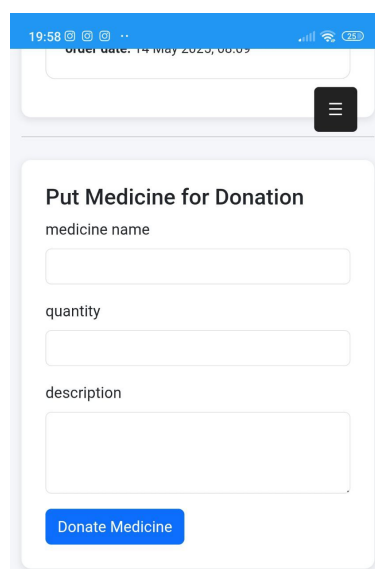 19:58
25
order date: 14 May 2025, 08:09
Put Medicine for Donation
medicine name
quantity
description
Donate Medicine